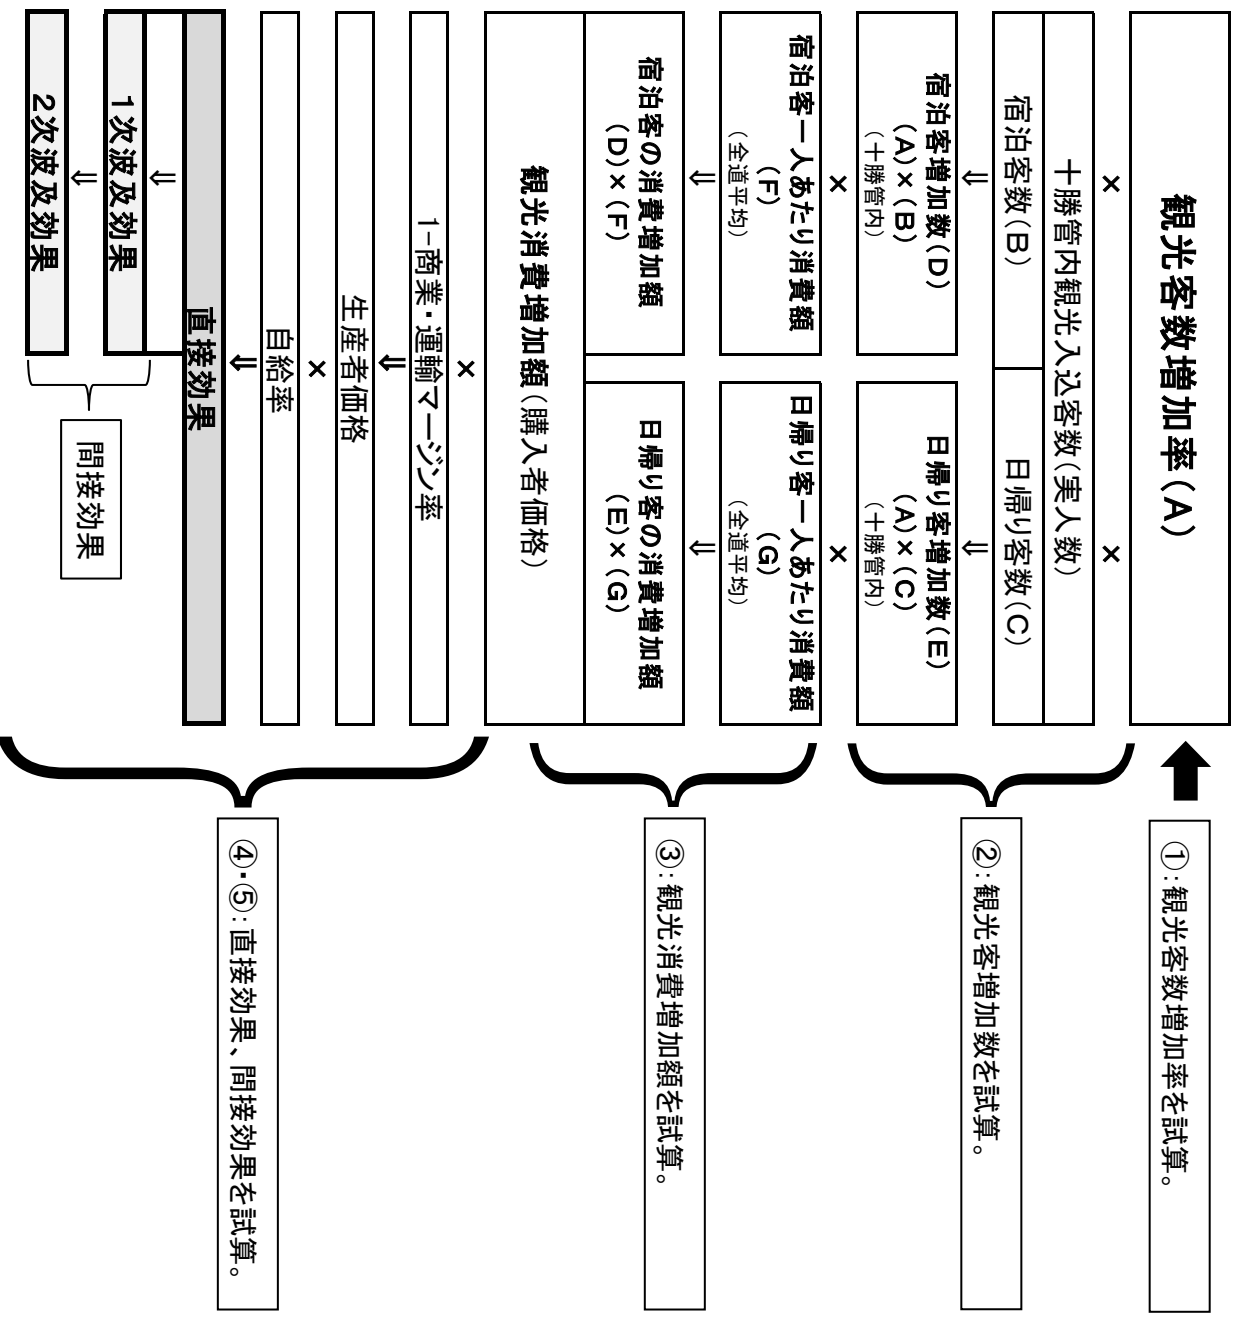 観光客数増加率(A)
①:観光客数増加率を試算。
×
×
十勝管内観光入込客数(実人数)
宿泊客数(B)
日帰り客数(C)
⇓
⇓
②:観光客増加数を試算。
宿泊客増加数(D)
(A)×(B)
(十勝管内)
日帰り客増加数(E)
(A)×(C)
(十勝管内)
×
×
宿泊客一人あたり消費額
(F)
(全道平均)
日帰り客一人あたり消費額
(G)
(全道平均)
⇓
⇓
③:観光消費増加額を試算。
宿泊客の消費増加額
(D)×(F)
日帰り客の消費増加額
(E)×(G)
観光消費増加額(購入者価格)
×
1-商業・運輸マージン率
⇓
生産者価格
×
自給率
⇓
④・⑤:直接効果、間接効果を試算。
直接効果
⇓
1次波及効果
⇓
2次波及効果
間接効果